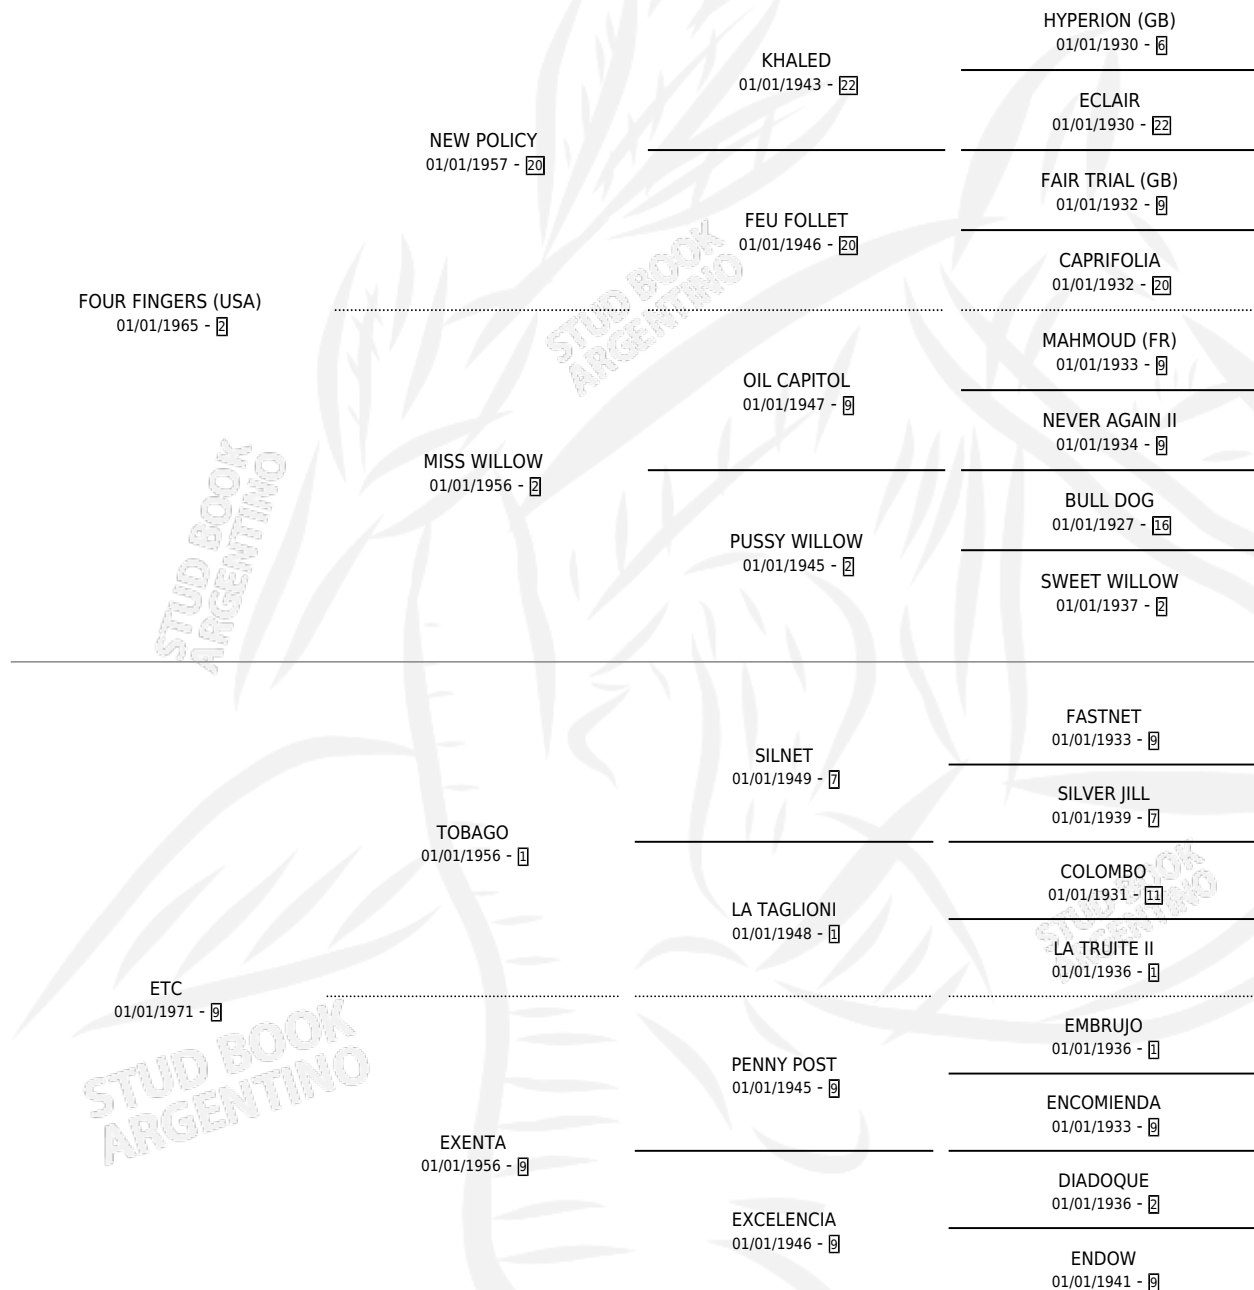 HYPERION (GB)
01/01/1930 - 6
KHALED
01/01/1943 - 22
ECLAIR
01/01/1930 - 22
NEW POLICY
01/01/1957 - 20
FAIR TRIAL (GB)
01/01/1932 - 9
FEU FOLLET
01/01/1946 - 20
CAPRIFOLIA
01/01/1932 - 20
FOUR FINGERS (USA)
01/01/1965 - 2
MAHMOUD (FR)
01/01/1933 - 9
OIL CAPITOL
01/01/1947 - 9
NEVER AGAIN II
01/01/1934 - 9
MISS WILLOW
01/01/1956 - 2
BULL DOG
01/01/1927 - 16
PUSSY WILLOW
01/01/1945 - 2
SWEET WILLOW
01/01/1937 - 2
FASTNET
01/01/1933 - 9
SILNET
01/01/1949 - 7
SILVER JILL
01/01/1939 - 7
TOBAGO
01/01/1956 - 1
COLOMBO
01/01/1931 - 11
LA TAGLIONI
01/01/1948 - 1
LA TRUITE II
01/01/1936 - 1
ETC
01/01/1971 - 9
EMBRUJO
01/01/1936 - 1
PENNY POST
01/01/1945 - 9
ENCOMIENDA
01/01/1933 - 9
EXENTA
01/01/1956 - 9
DIADOQUE
01/01/1936 - 2
EXCELENCIA
01/01/1946 - 9
ENDOW
01/01/1941 - 9
STUD BOOK
ARGENTINO
STUD BOOK
ARGENTINO
STUD BOOK
ARGENTINO
STUD BOOK
ARGENTINO